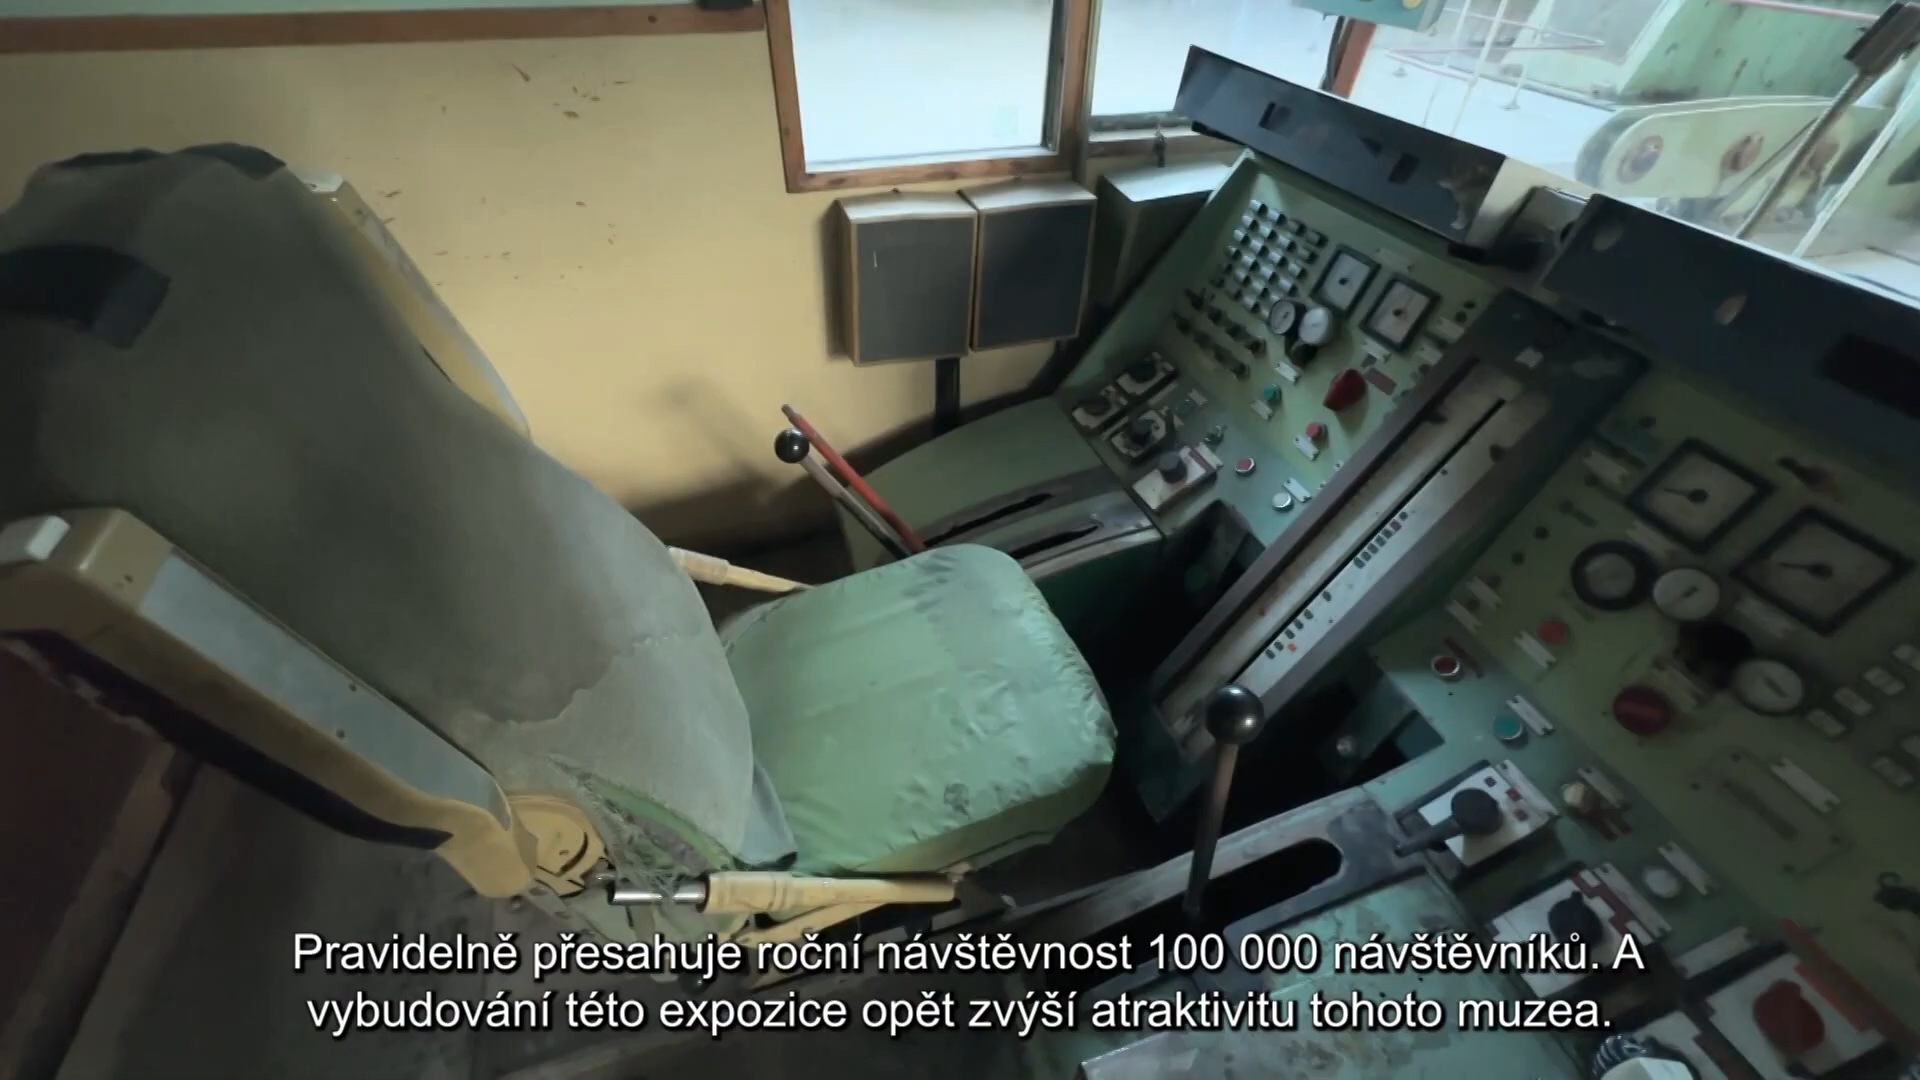 Pravidelně přesahuje roční návštěvnost 100 000 návštěvníků. A
vybudování této expozice opět zvýší atraktivitu tohoto muzea.